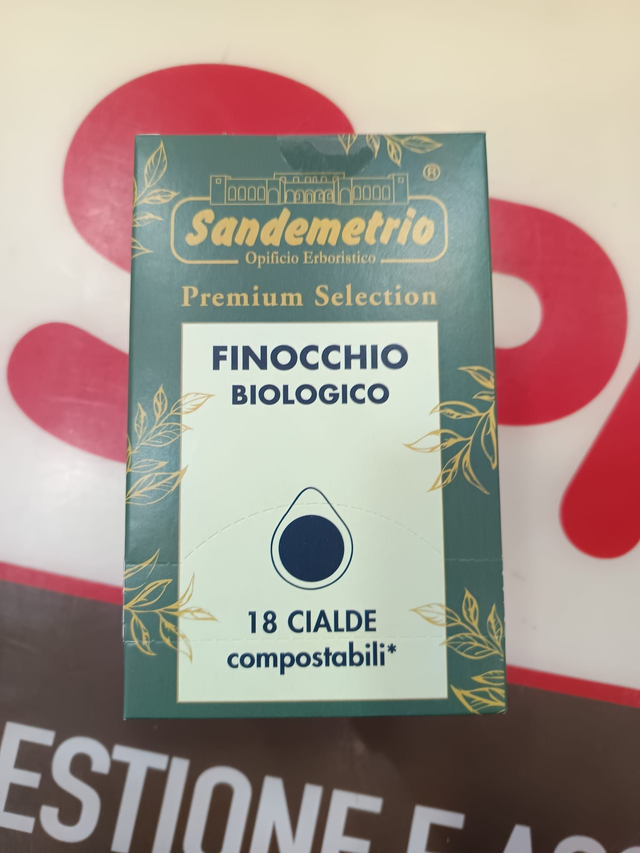 ®
Sandemetrio
Opificio Erboristico
Premium Selection
FINOCCHIO
BIOLOGICO
18 CIALDE
compostabili*
ESTIONE E